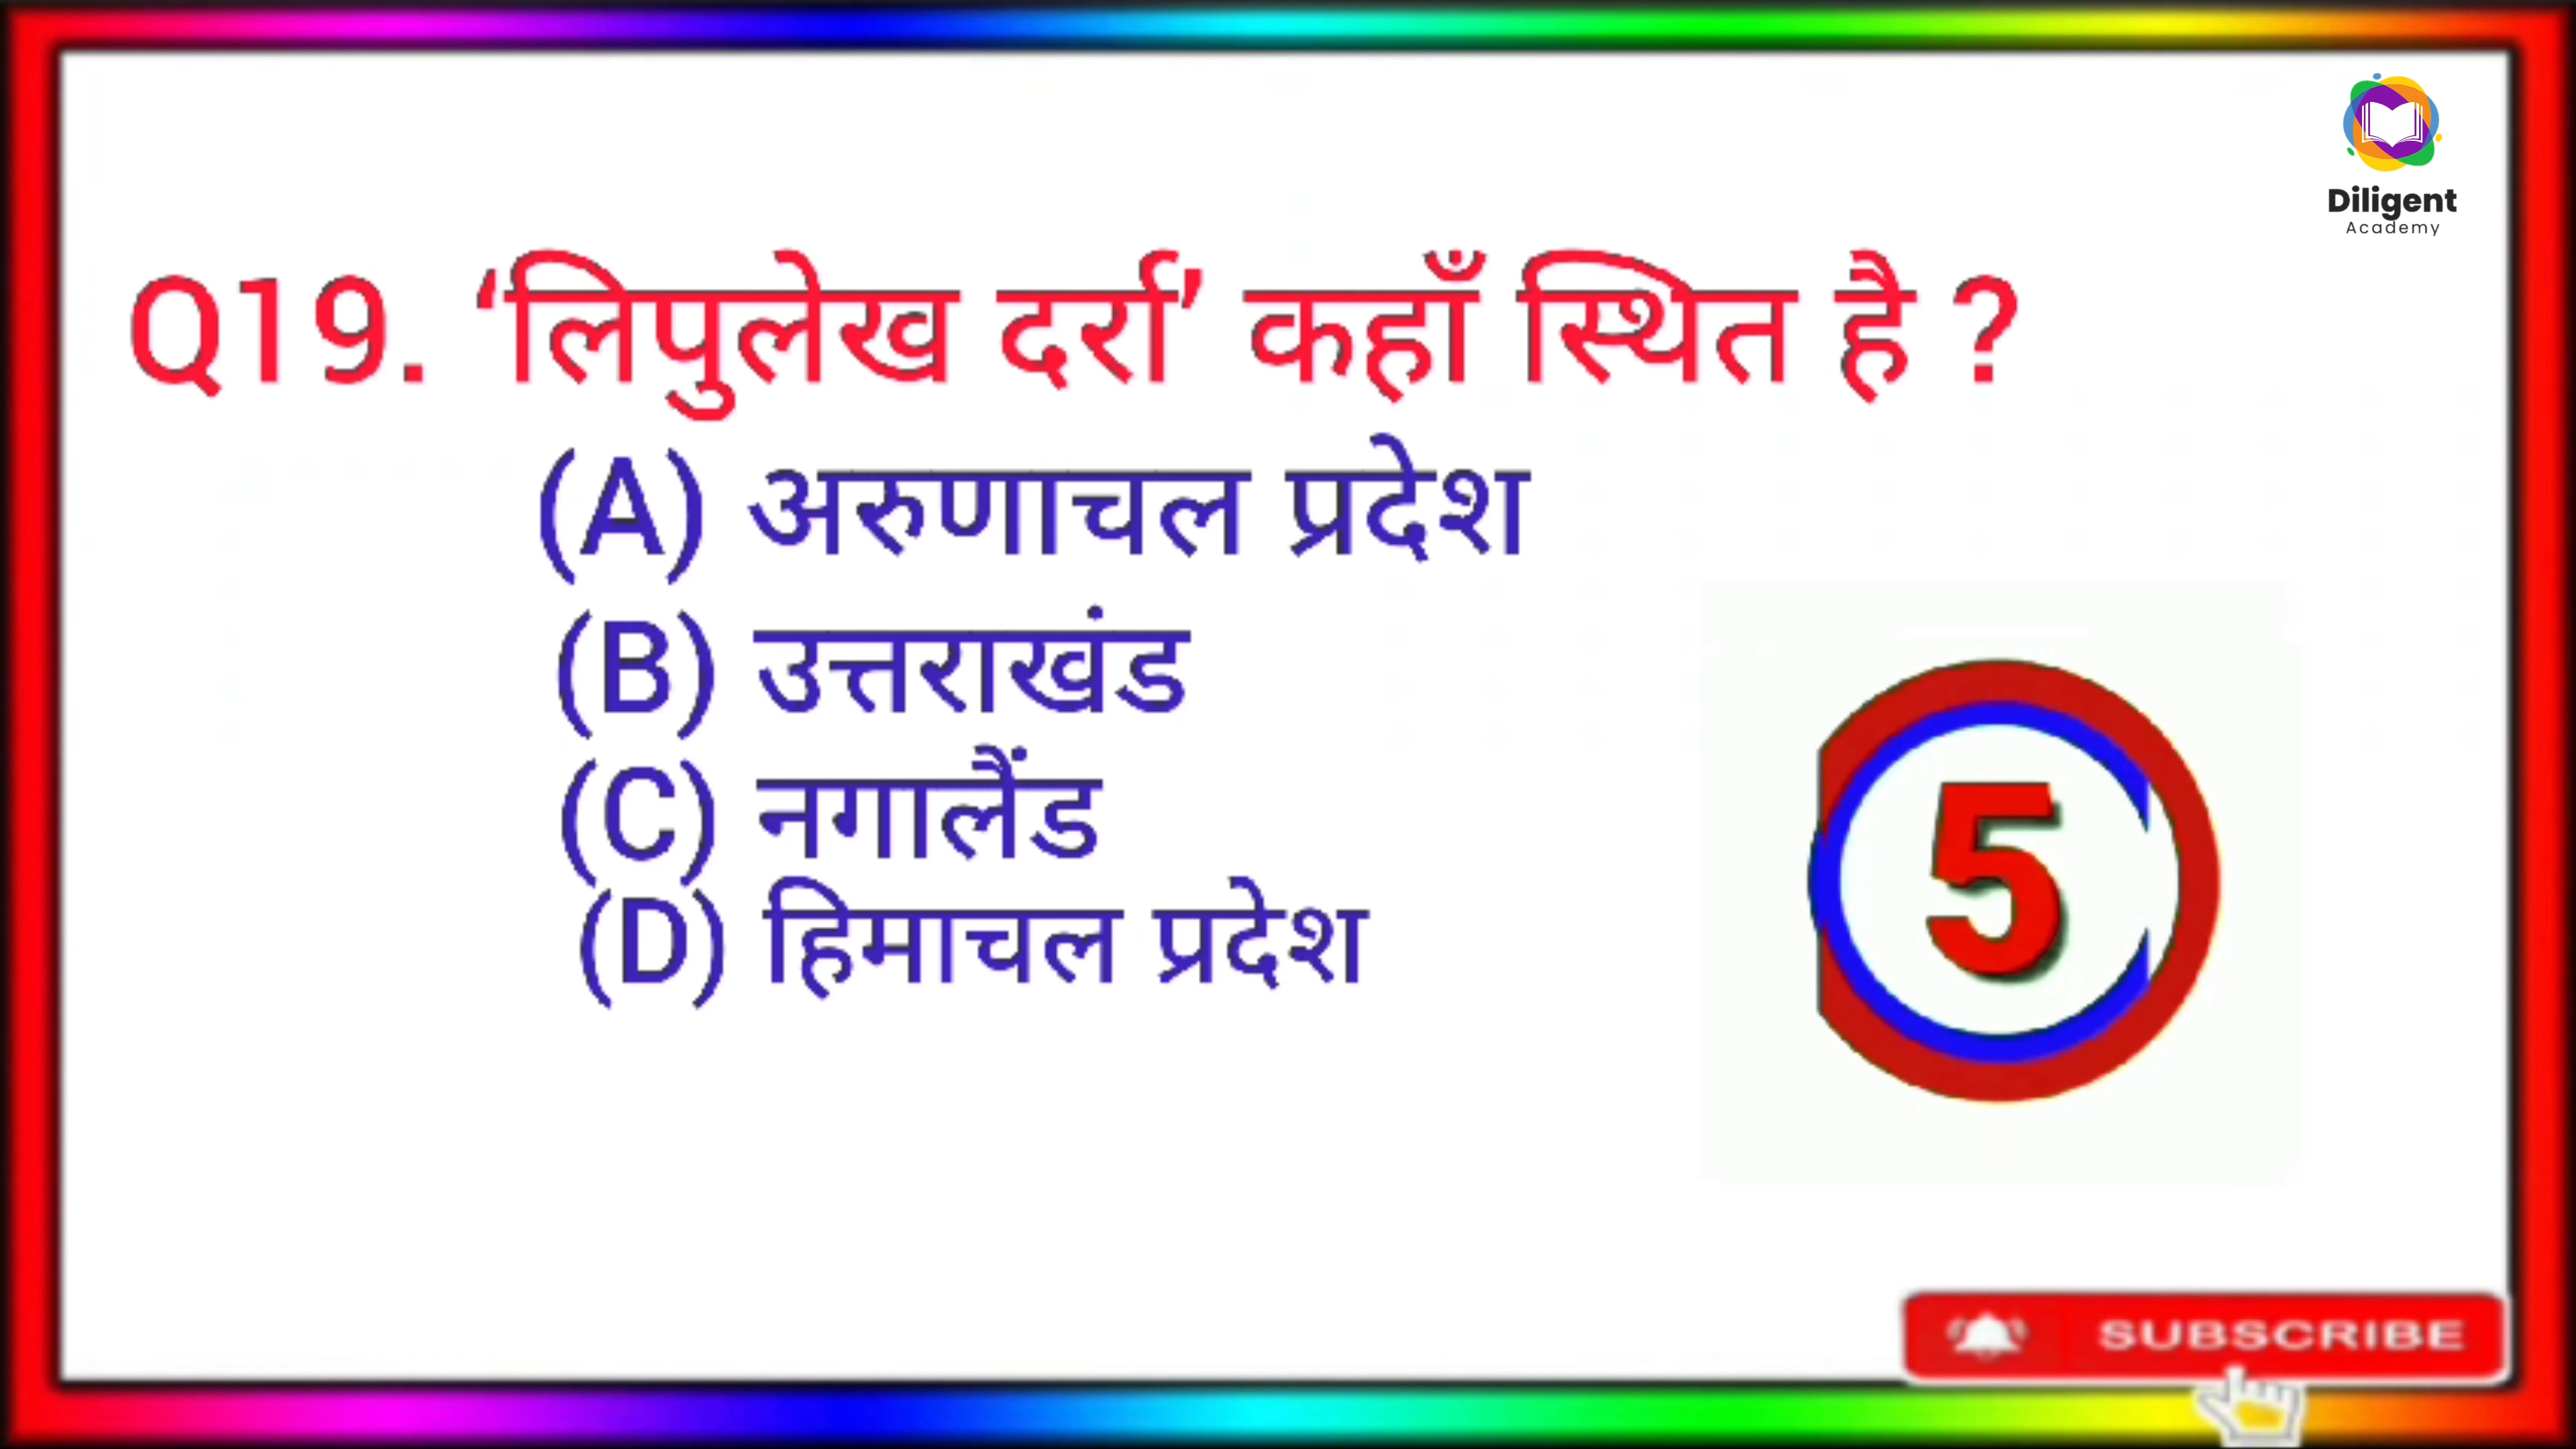 Diligent
Academy
Q19. ‘लिपुलेख दर्रा’ कहाँ स्थित है ?
(A) अरुणाचल प्रदेश
(B) उत्तराखंड
(C) नगालैंड
(D) हिमाचल प्रदेश
5
SUBSCRIBE